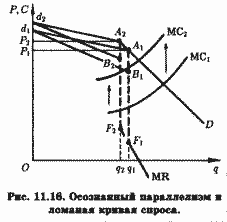 P, C
d₂
d₁
P₂
P₁
A₂
A₁
B₂
B₁
MC₂
MC₁
F₂
F₁
D
O
q₂ q₁
q
MR
Рис. 11.16. Осознанный параллелизм и
ломаная кривая спроса.